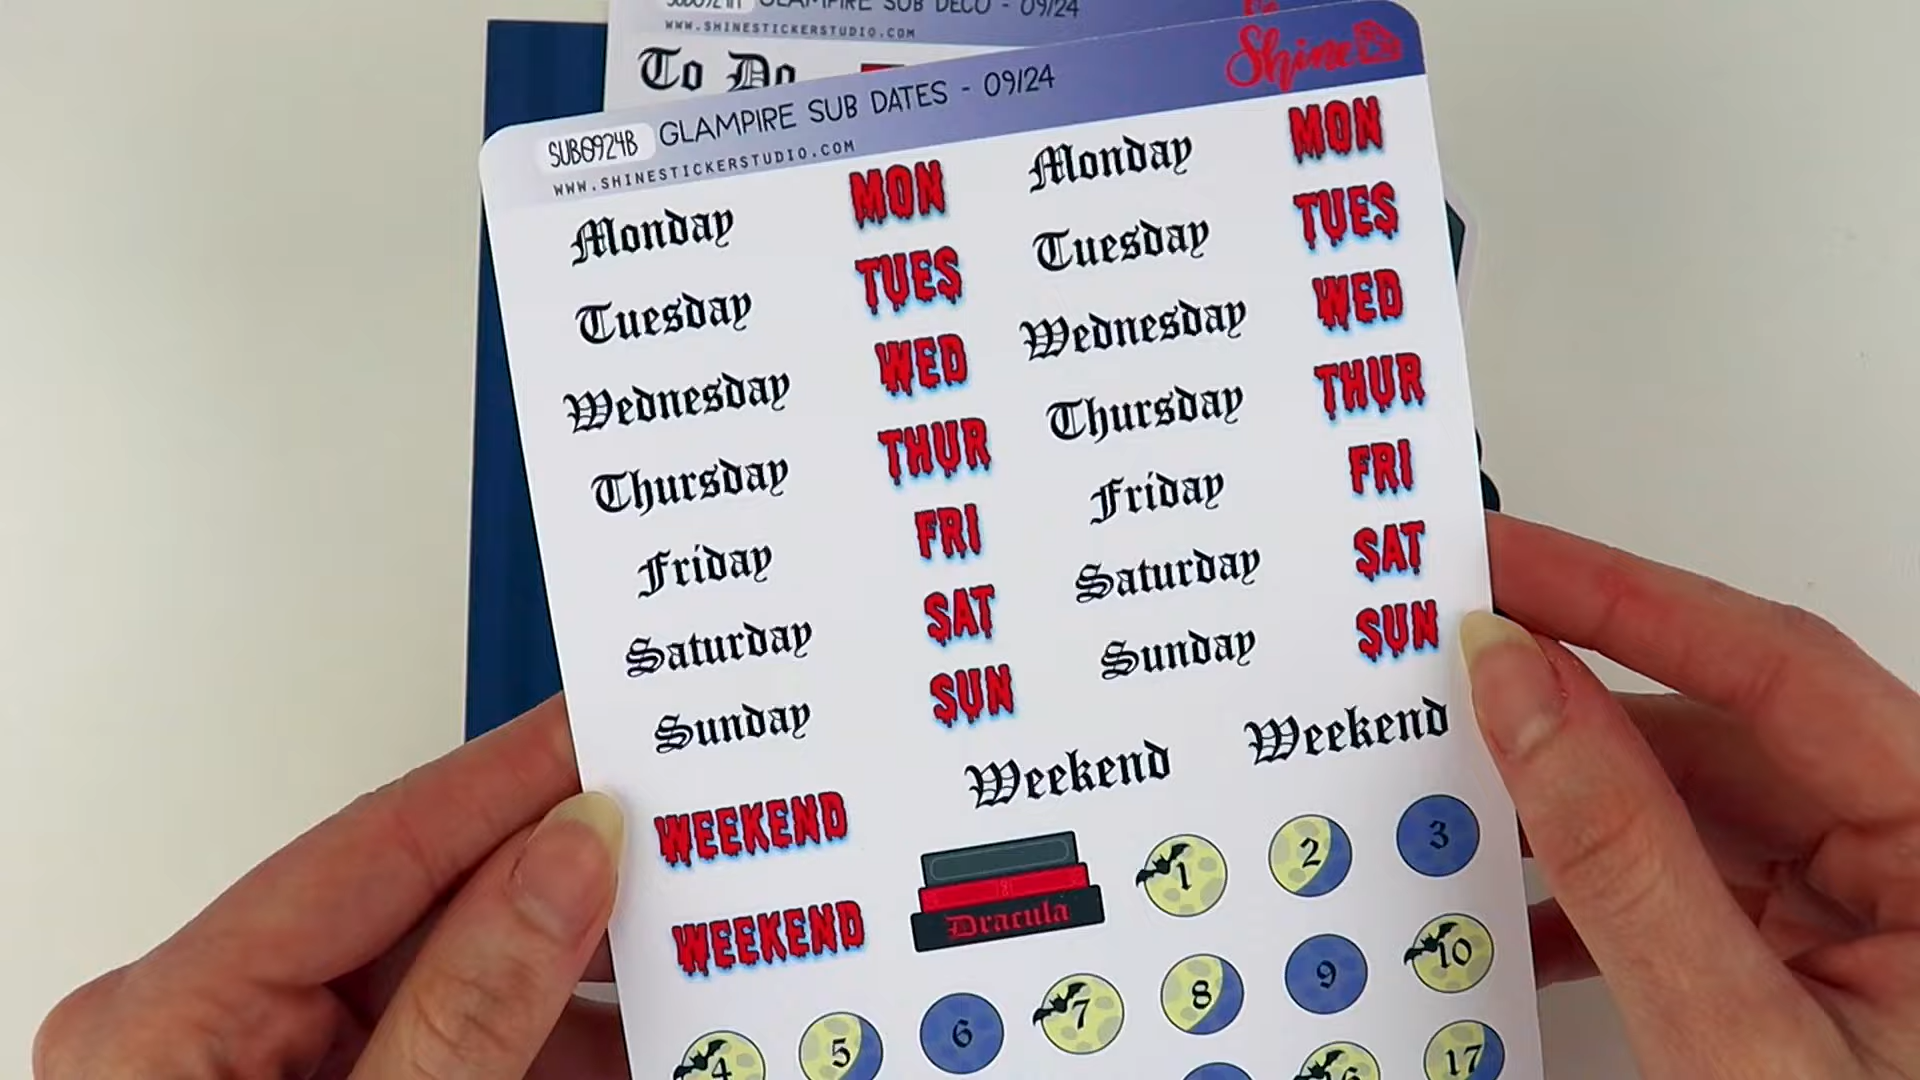 GLAMPIRE SUB DECO - 09/24
WWW.SHINESTICKERSTUDIO.COM
To Do
SUB0924B GLAMPIRE SUB DATES - 09/24
WWW.SHINESTICKERSTUDIO.COM
Shine
Monday MON Monday MON
Tuesday TUES Tuesday TUES
Wednesday WED Wednesday WED
Thursday THUR Thursday THUR
Friday FRI Friday FRI
Saturday SAT Saturday SAT
Sunday SUN Sunday SUN
Weekend Weekend
WEEKEND
1 2 3
WEEKEND Dracula
4 5 6 7 8 9 10
16 17